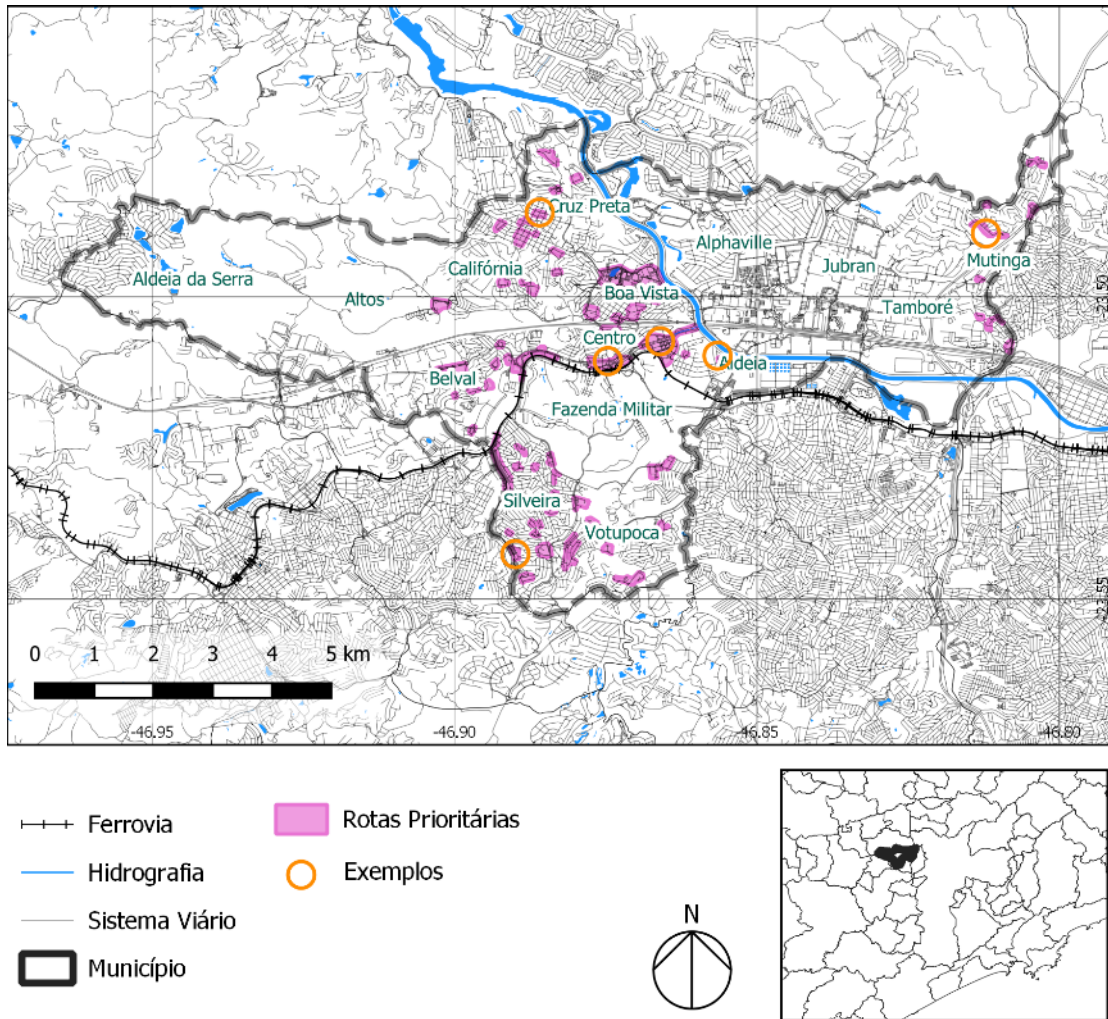 Cruz Preta
Alphaville
Mutinga
Califórnia
Jubran
Aldeia da Serra
Boa Vista
Altos
Tamboré
-23.50
Centro
Aldeia
Belval
Fazenda Militar
Silveira
Votupoca
-23.55
0 1 2 3 4 5 km
-46.95 -46.90 -46.85 -46.80
Ferrovia
Rotas Prioritárias
Hidrografia
Exemplos
Sistema Viário
N
Município